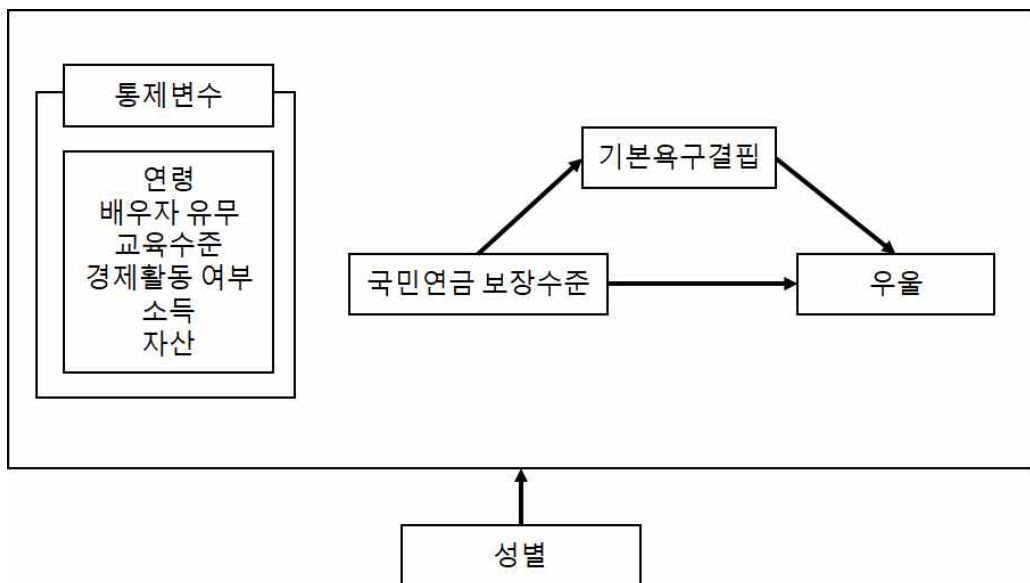 통제변수
연령
배우자 유무
교육수준
경제활동 여부
소득
자산
기본욕구결핍
국민연금 보장수준
우울
성별